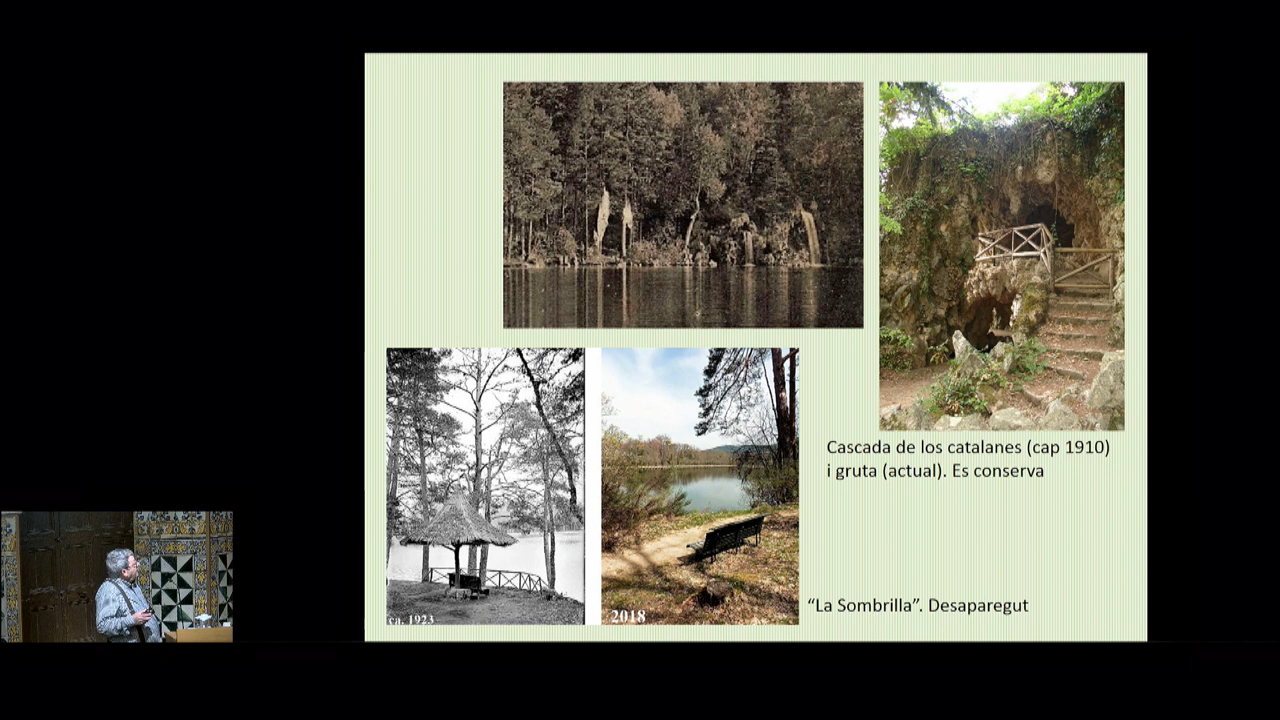 Cascada de los catalanes (cap 1910)
i gruta (actual). Es conserva
ca. 1923
2018
“La Sombrilla”. Desaparegut